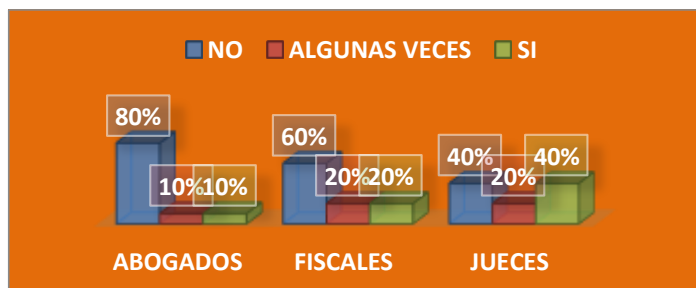 NO ALGUNAS VECES SI
80%
60%
40% 40%
10% 10% 20% 20% 20%
ABOGADOS FISCALES JUECES